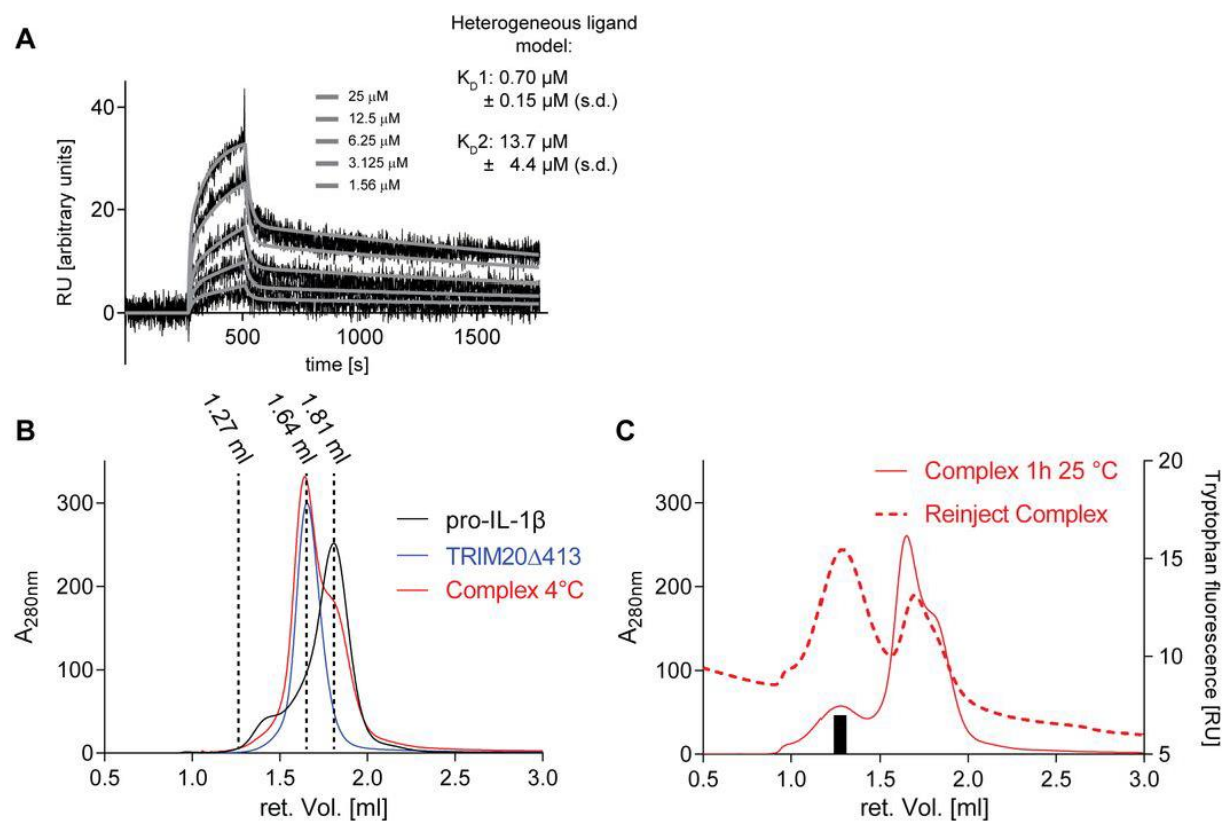 A
Heterogeneous ligand
model:
K_D1: 0.70 µM
± 0.15 µM (s.d.)
K_D2: 13.7 µM
± 4.4 µM (s.d.)
25 µM
12.5 µM
6.25 µM
3.125 µM
1.56 µM
RU [arbitrary units]
40
20
0
500
1000
1500
time [s]
B
1.27 ml
1.64 ml
1.81 ml
pro-IL-1β
TRIM20Δ413
Complex 4°C
A280nm
300
200
100
0
0.5
1.0
1.5
2.0
2.5
3.0
ret. Vol. [ml]
C
Complex 1h 25 °C
Reinject Complex
A280nm
300
200
100
0
0.5
1.0
1.5
2.0
2.5
3.0
ret. Vol. [ml]
20
15
10
5
Tryptophan fluorescence [RU]